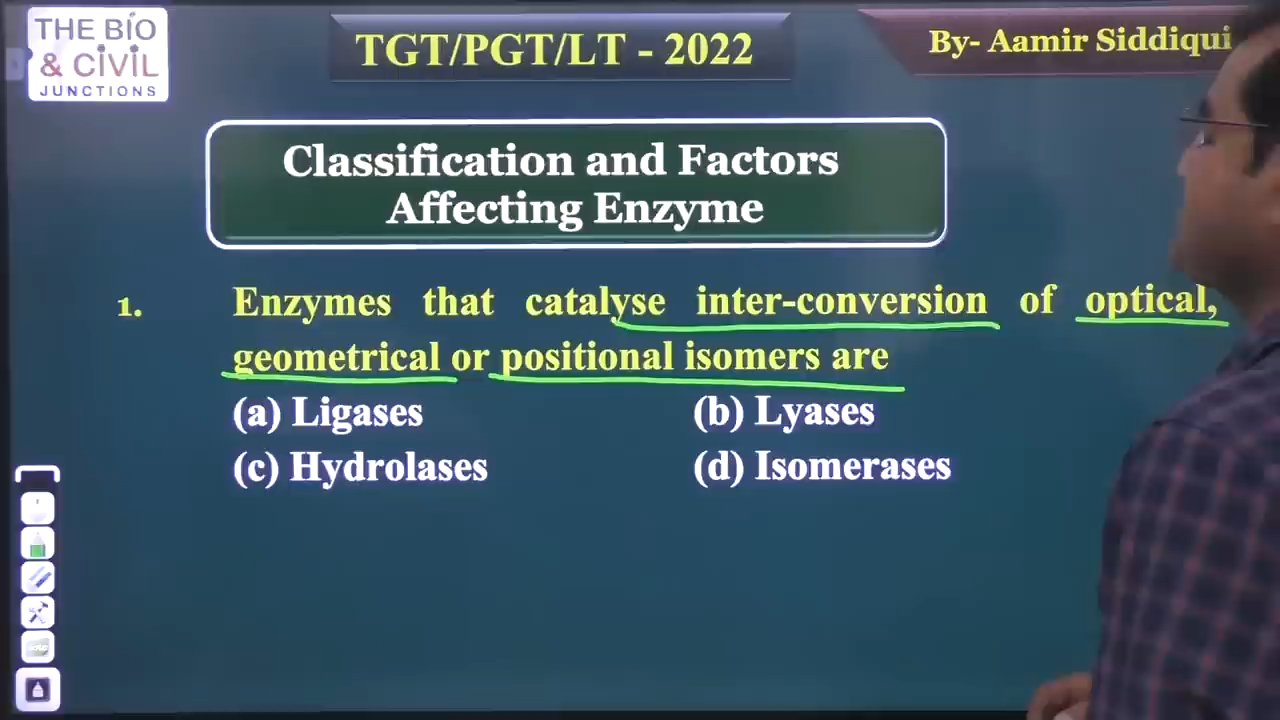 THE BiO
& CiViL
JUNCTIONS
TGT/PGT/LT - 2022
By- Aamir Siddiqui
Classification and Factors
Affecting Enzyme
1. Enzymes that catalyse inter-conversion of optical,
geometrical or positional isomers are
(a) Ligases (b) Lyases
(c) Hydrolases (d) Isomerases